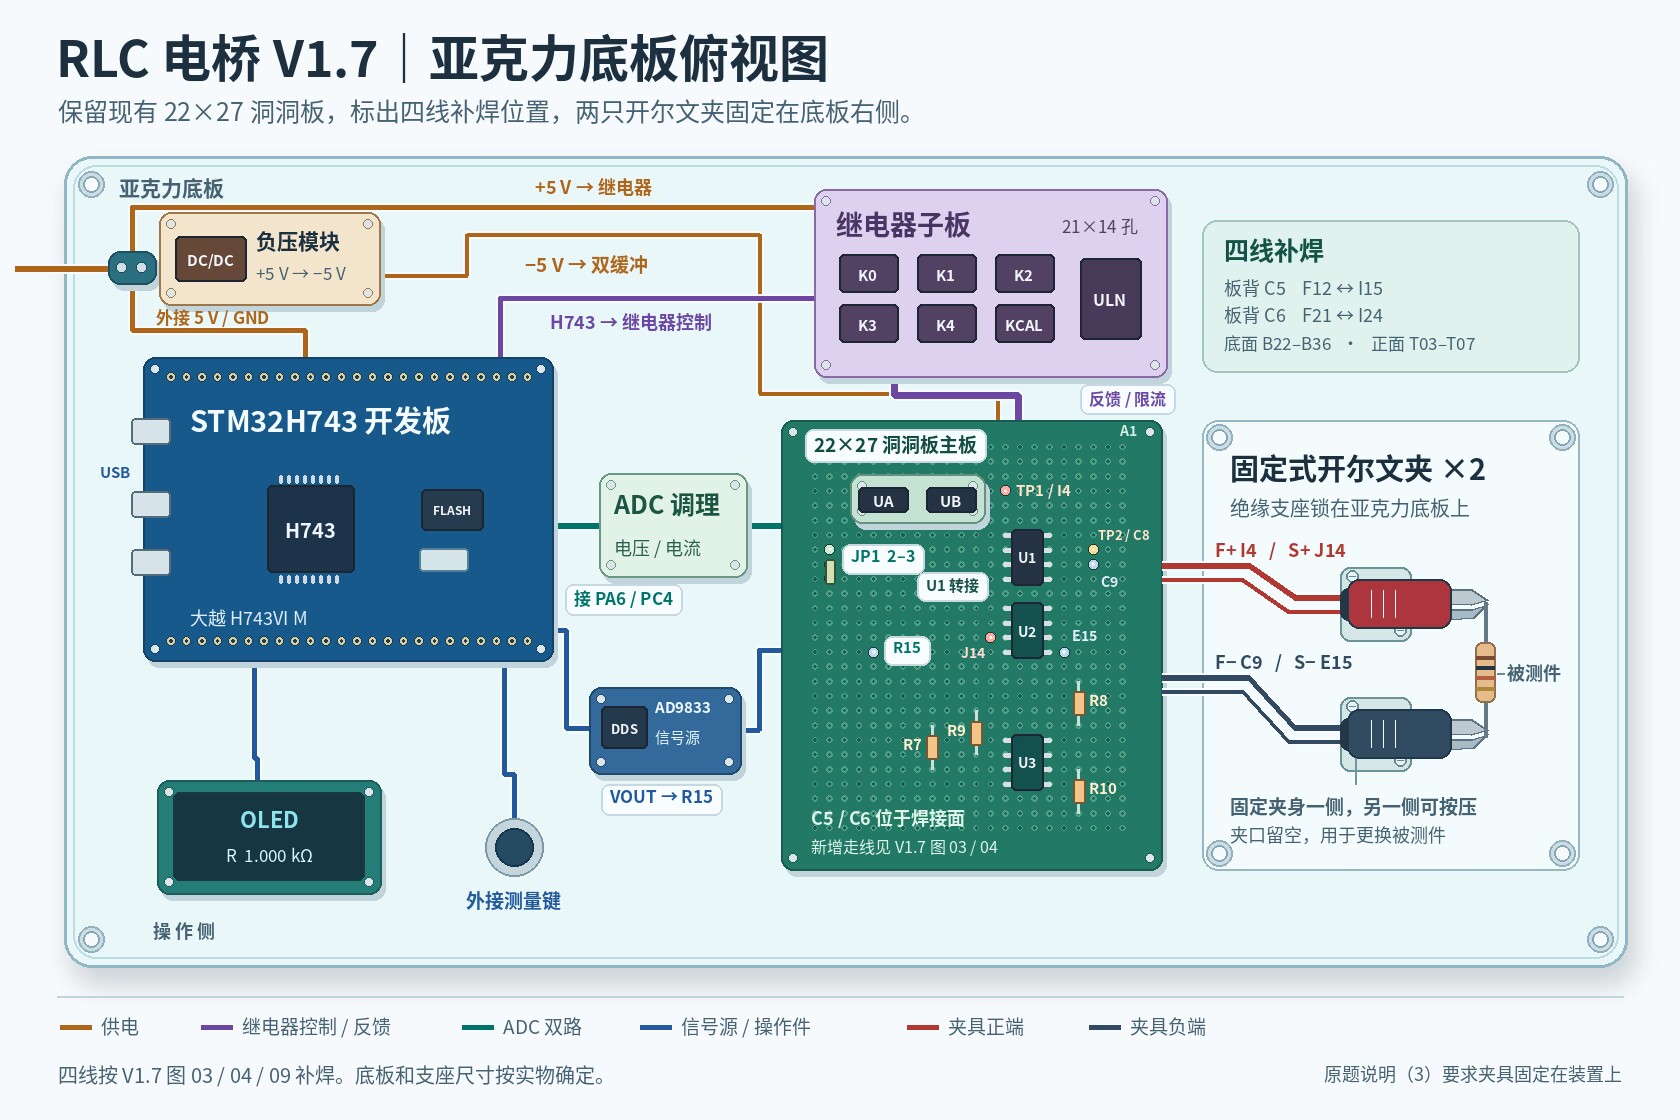 RLC 电桥 V1.7｜亚克力底板俯视图
保留现有 22×27 洞洞板，标出四线补焊位置，两只开尔文夹固定在底板右侧。
亚克力底板
+5 V → 继电器
DC/DC
负压模块
+5 V → −5 V
外接 5 V / GND
−5 V → 双缓冲
H743 → 继电器控制
继电器子板
21×14 孔
K0
K1
K2
K3
K4
KCAL
ULN
反馈 / 限流
四线补焊
板背 C5 F12 ↔ I15
板背 C6 F21 ↔ I24
底面 B22–B36 · 正面 T03–T07
STM32H743 开发板
USB
H743
FLASH
大越 H743VI M
ADC 调理
电压 / 电流
接 PA6 / PC4
DDS
AD9833
信号源
VOUT → R15
OLED
R 1.000 kΩ
外接测量键
操 作 侧
22×27 洞洞板主板
A1
UA
UB
TP1 / I4
TP2 / C8
JP1 2–3
U1
C9
U1 转接
U2
E15
R15
J14
R8
R7
R9
U3
R10
C5 / C6 位于焊接面
新增走线见 V1.7 图 03 / 04
固定式开尔文夹 ×2
绝缘支座锁在亚克力底板上
F+ I4 / S+ J14
F− C9 / S− E15
被测件
固定夹身一侧，另一侧可按压
夹口留空，用于更换被测件
供电
继电器控制 / 反馈
ADC 双路
信号源 / 操作件
夹具正端
夹具负端
四线按 V1.7 图 03 / 04 / 09 补焊。底板和支座尺寸按实物确定。
原题说明（3）要求夹具固定在装置上